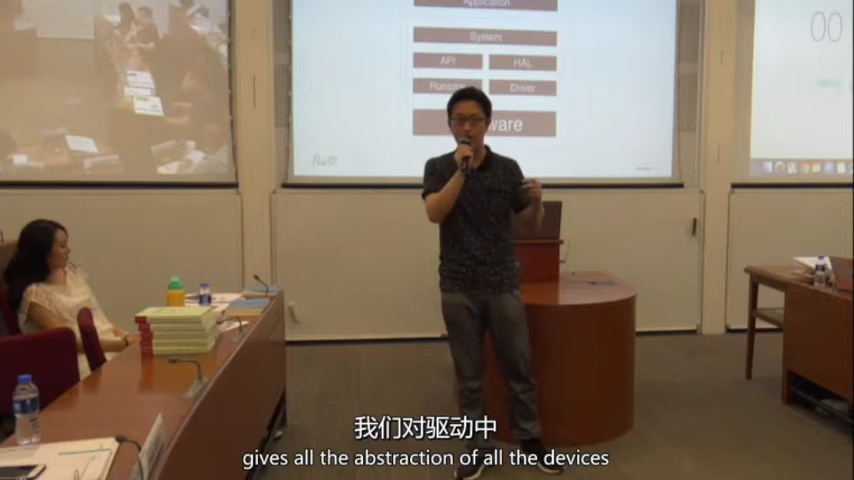 Application
System
API
HAL
Driver
00
我们对驱动中
gives all the abstraction of all the devices